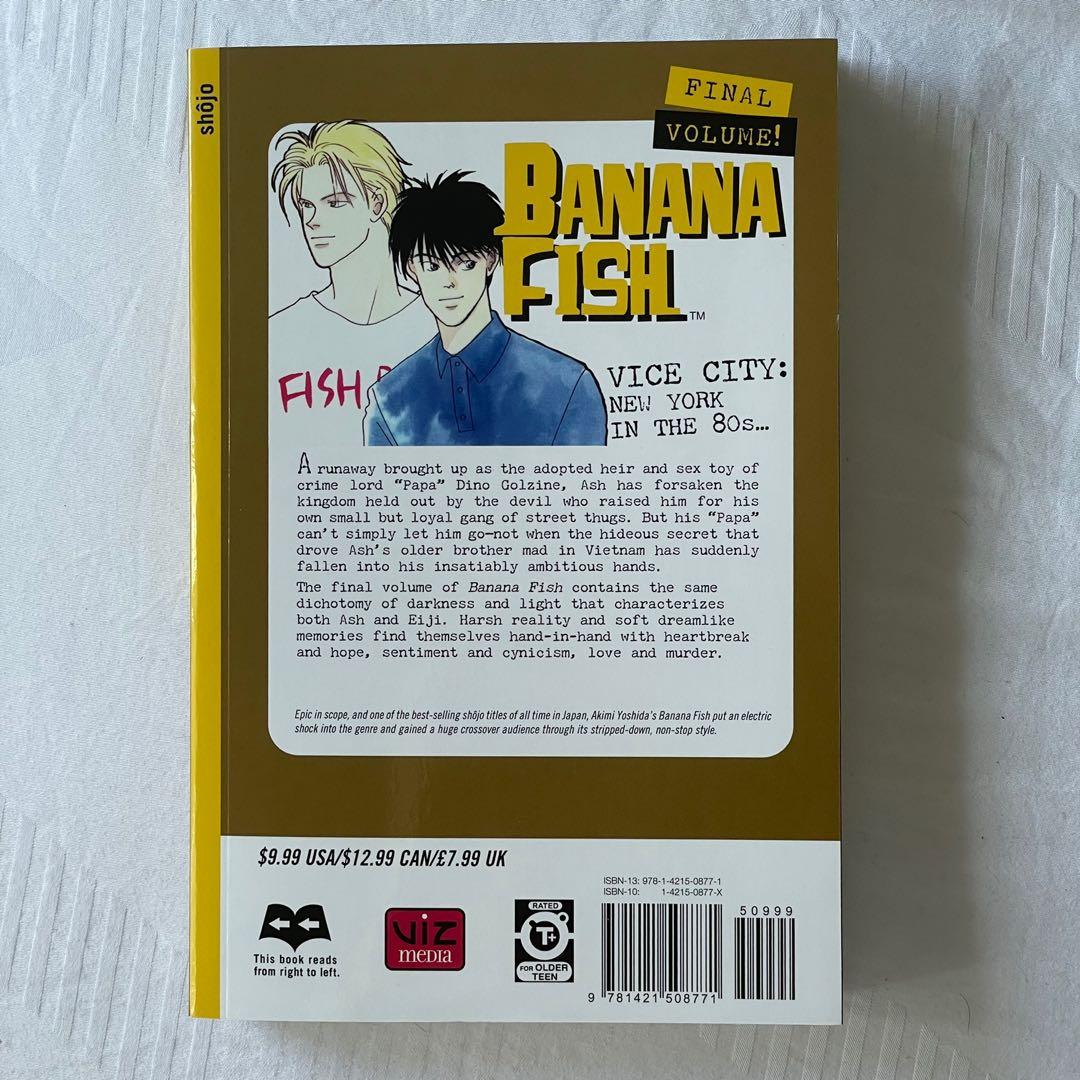 shôjo
FINAL
VOLUME!
BANANA
FISH™
FISH
VICE CITY:
NEW YORK
IN THE 80s...
A runaway brought up as the adopted heir and sex toy of
crime lord “Papa” Dino Golzine, Ash has forsaken the
kingdom held out by the devil who raised him for his
own small but loyal gang of street thugs. But his “Papa”
can't simply let him go—not when the hideous secret that
drove Ash's older brother mad in Vietnam has suddenly
fallen into his insatiably ambitious hands.
The final volume of Banana Fish contains the same
dichotomy of darkness and light that characterizes
both Ash and Eiji. Harsh reality and soft dreamlike
memories find themselves hand-in-hand with heartbreak
and hope, sentiment and cynicism, love and murder.
Epic in scope, and one of the best-selling shôjo titles of all time in Japan, Akimi Yoshida's Banana Fish put an electric
shock into the genre and gained a huge crossover audience through its stripped-down, non-stop style.
$9.99 USA/$12.99 CAN/£7.99 UK
This book reads
from right to left.
viz
media
RATED
T+
FOR OLDER
TEEN
ISBN-13: 978-1-4215-0877-1
ISBN-10: 1-4215-0877-X
50999
9 781421 508771